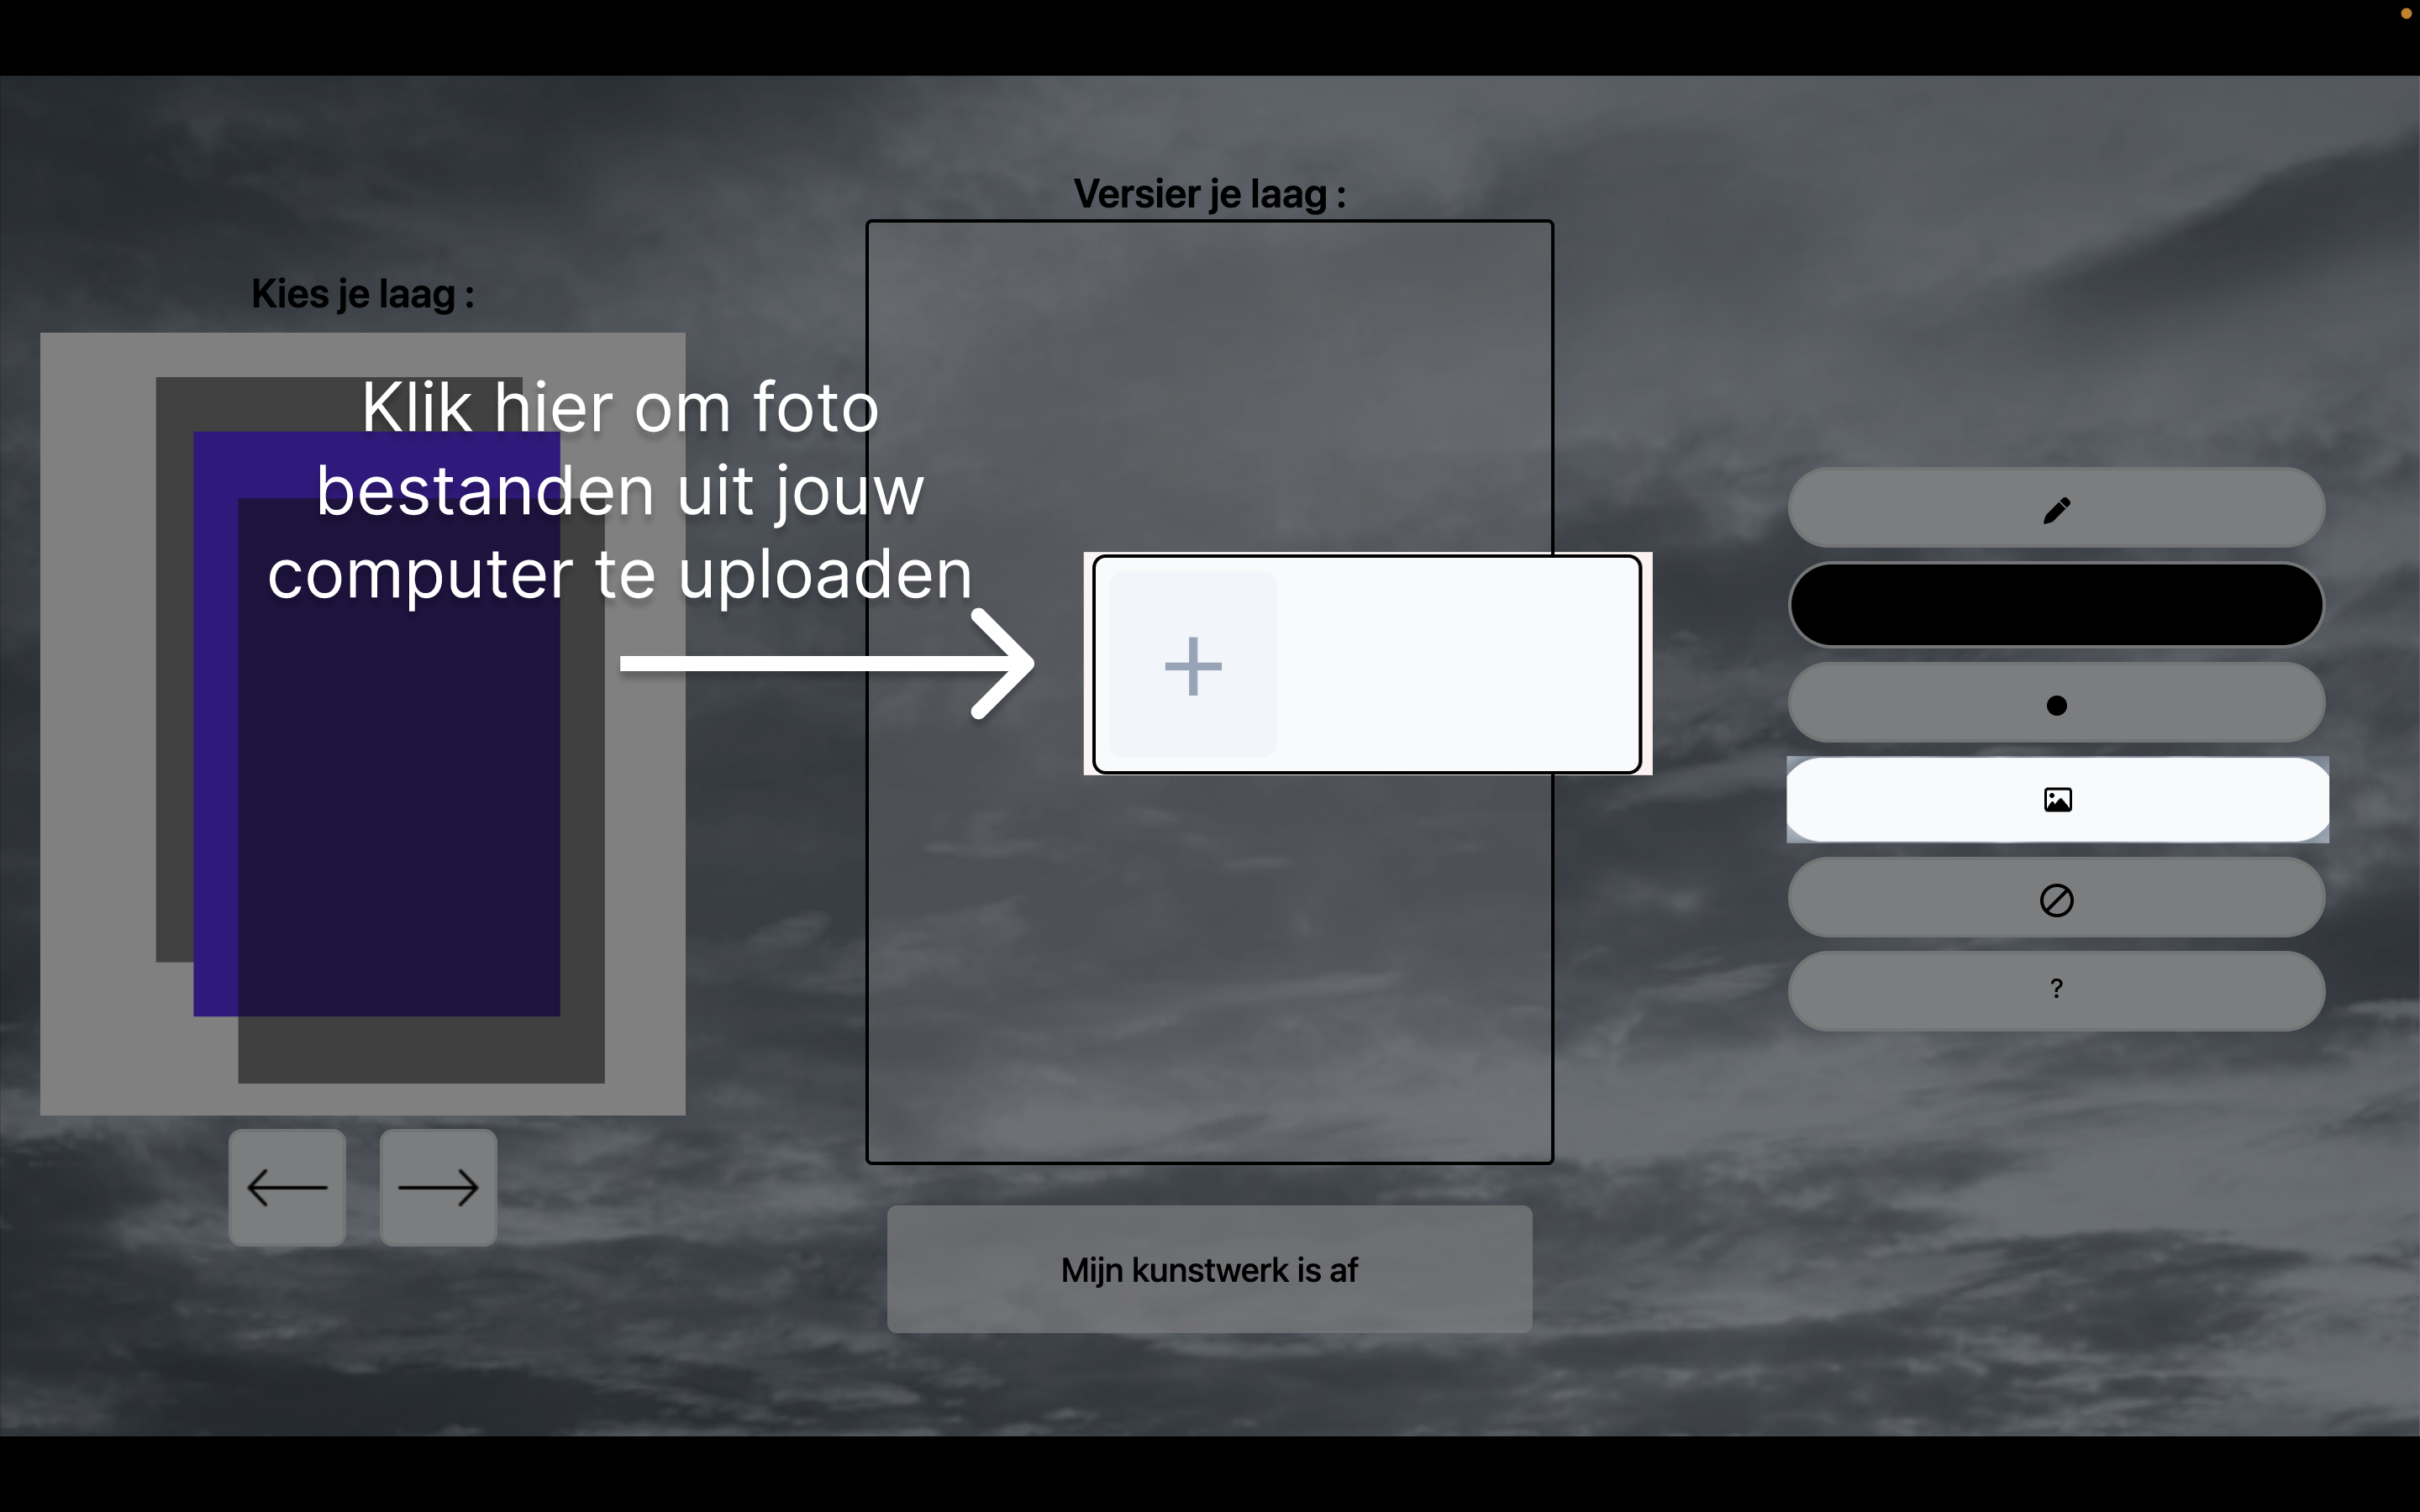 Versier je laag :
Kies je laag :
Klik hier om foto
bestanden uit jouw
computer te uploaden
?
Mijn kunstwerk is af